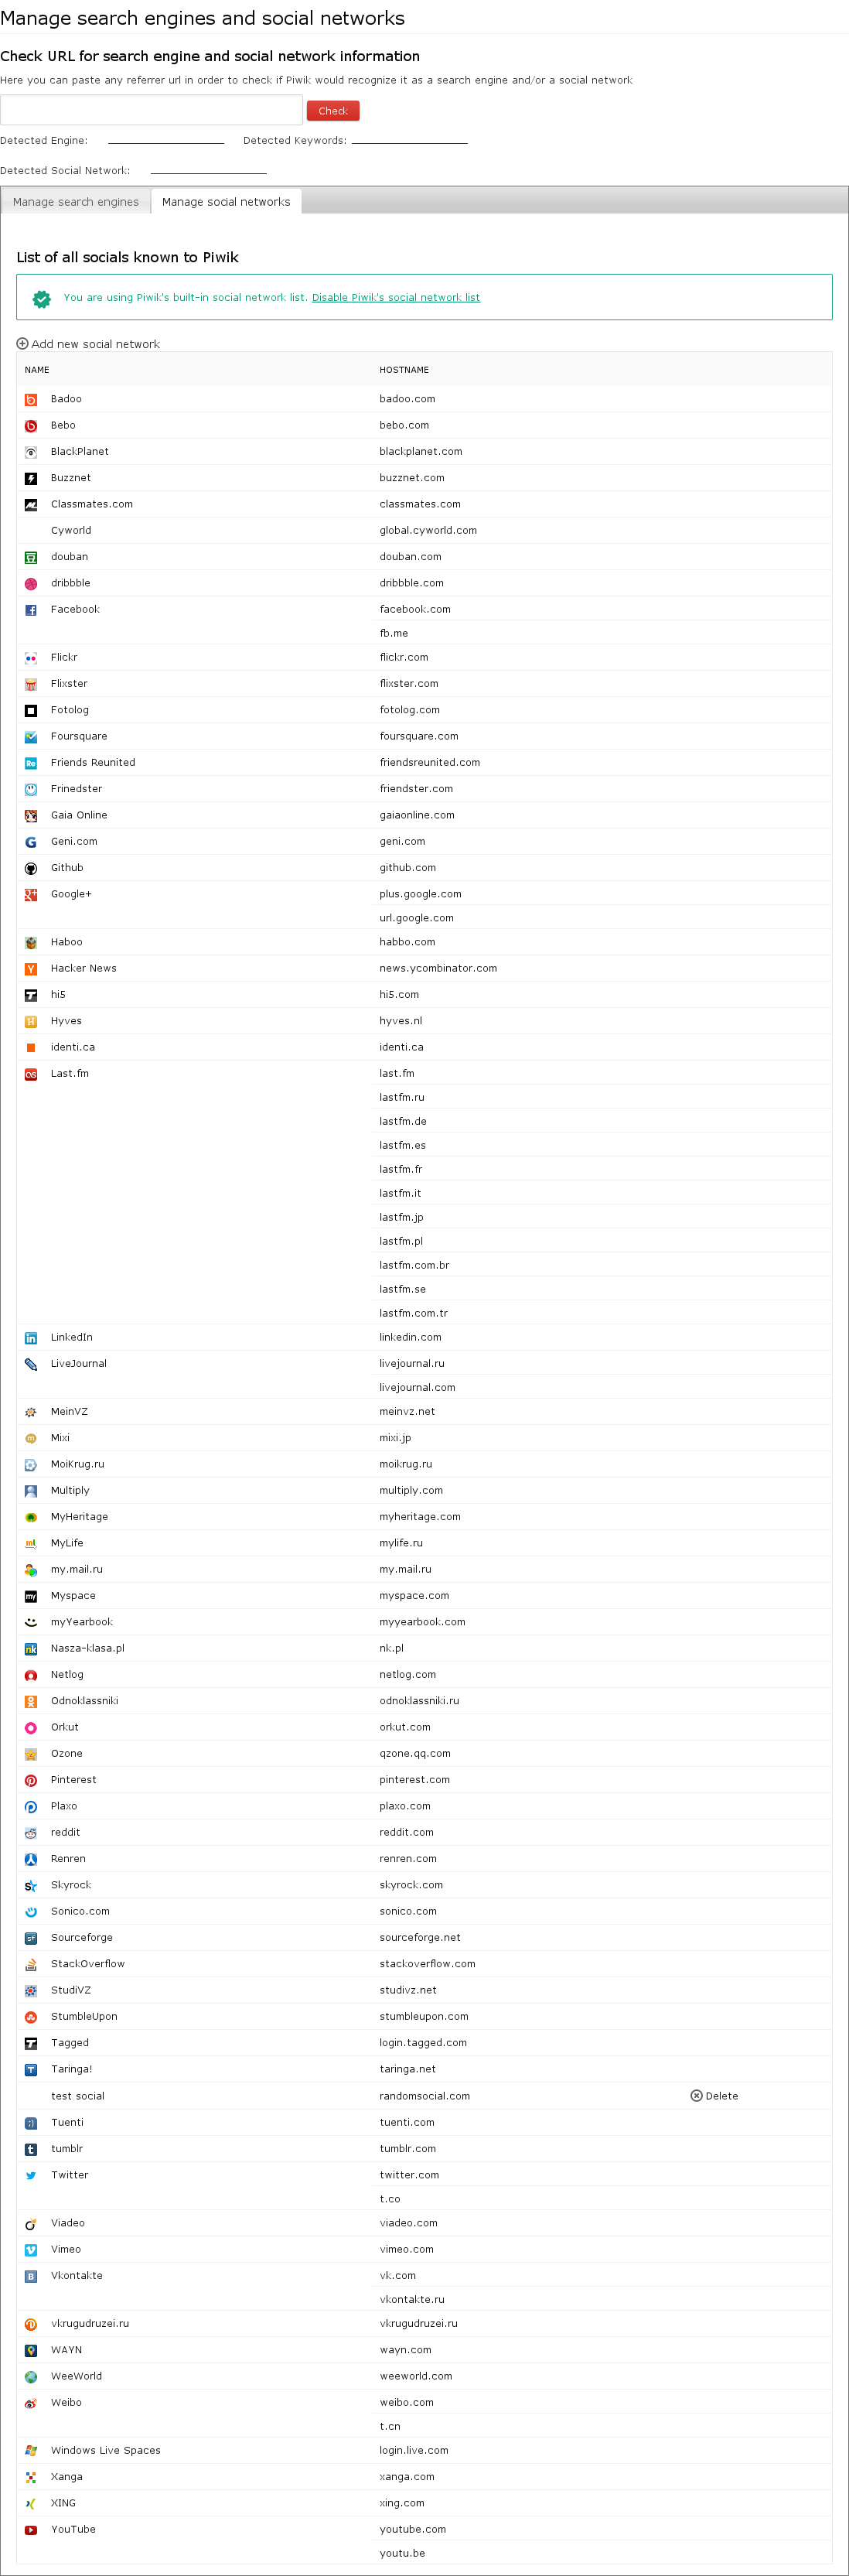 Manage search engines and social networks
Check URL for search engine and social network information
Here you can paste any referrer url in order to check if Piwik would recognize it as a search engine and/or a social network
Check
Detected Engine: Detected Keywords:
Detected Social Network:
Manage search engines Manage social networks
List of all socials known to Piwik
You are using Piwik's built-in social network list. Disable Piwik's social network list
Add new social network
NAME HOSTNAME
Badoo badoo.com
Bebo bebo.com
BlackPlanet blackplanet.com
Buzznet buzznet.com
Classmates.com classmates.com
Cyworld global.cyworld.com
douban douban.com
dribbble dribbble.com
Facebook facebook.com
fb.me
Flickr flickr.com
Flixster flixster.com
Fotolog fotolog.com
Foursquare foursquare.com
Friends Reunited friendsreunited.com
Frinedster friendster.com
Gaia Online gaiaonline.com
Geni.com geni.com
Github github.com
Google+ plus.google.com
url.google.com
Haboo habbo.com
Hacker News news.ycombinator.com
hi5 hi5.com
Hyves hyves.nl
identi.ca identi.ca
Last.fm last.fm
lastfm.ru
lastfm.de
lastfm.es
lastfm.fr
lastfm.it
lastfm.jp
lastfm.pl
lastfm.com.br
lastfm.se
lastfm.com.tr
LinkedIn linkedin.com
LiveJournal livejournal.ru
livejournal.com
MeinVZ meinvz.net
Mixi mixi.jp
MoiKrug.ru moikrug.ru
Multiply multiply.com
MyHeritage myheritage.com
MyLife mylife.ru
my.mail.ru my.mail.ru
Myspace myspace.com
myYearbook myyearbook.com
Nasza-klasa.pl nk.pl
Netlog netlog.com
Odnoklassniki odnoklassniki.ru
Orkut orkut.com
Ozone qzone.qq.com
Pinterest pinterest.com
Plaxo plaxo.com
reddit reddit.com
Renren renren.com
Skyrock skyrock.com
Sonico.com sonico.com
Sourceforge sourceforge.net
StackOverflow stackoverflow.com
StudiVZ studivz.net
StumbleUpon stumbleupon.com
Tagged login.tagged.com
Taringa! taringa.net
test social randomsocial.com Delete
Tuenti tuenti.com
tumblr tumblr.com
Twitter twitter.com
t.co
Viadeo viadeo.com
Vimeo vimeo.com
Vkontakte vk.com
vkontakte.ru
vkrugudruzei.ru vkrugudruzei.ru
WAYN wayn.com
WeeWorld weeworld.com
Weibo weibo.com
t.cn
Windows Live Spaces login.live.com
Xanga xanga.com
XING xing.com
YouTube youtube.com
youtu.be